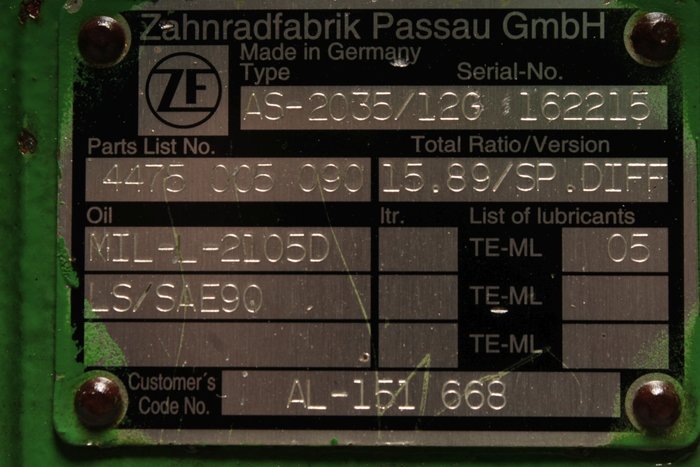 Zahnradfabrik Passau GmbH
Made in Germany
ZF
Type Serial-No.
AS-2035/12G 162215
Parts List No. Total Ratio/Version
4475 005 090 15.89/SP.DIFF
Oil ltr. List of lubricants
MIL-L-2105D TE-ML 05
LS/SAE90 TE-ML
TE-ML
Customer's
Code No. AL-151 668